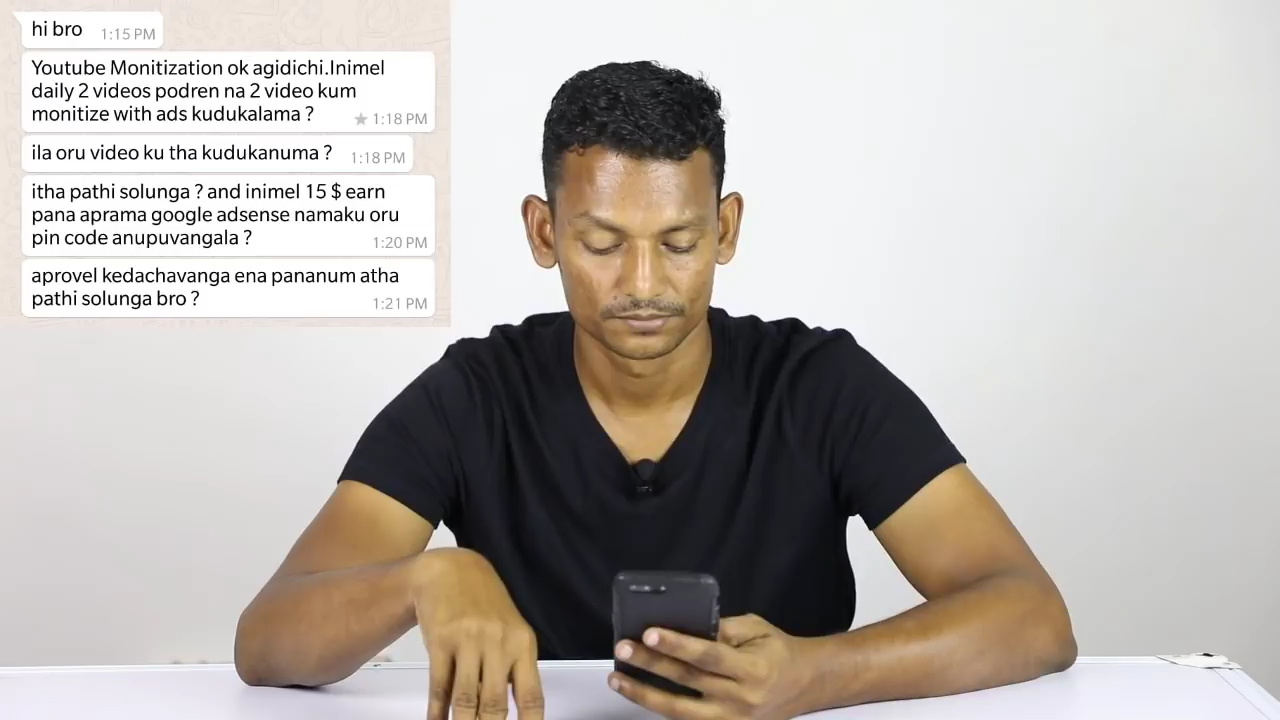 hi bro 1:15 PM
Youtube Monitization ok agidichi.Inimel
daily 2 videos podren na 2 video kum
monitize with ads kudukalama ? ★ 1:18 PM
ila oru video ku tha kudukanuma ? 1:18 PM
itha pathi solunga ? and inimel 15 $ earn
pana aprama google adsense namaku oru
pin code anupuvangala ? 1:20 PM
aprovel kedachavanga ena pananum atha
pathi solunga bro ? 1:21 PM